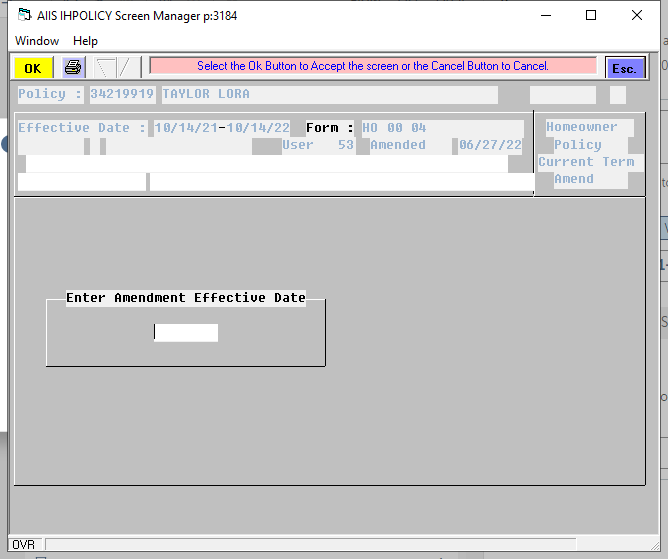 AIIS IHPOLICY Screen Manager p:3184
Window Help
OK Select the Ok Button to Accept the screen or the Cancel Button to Cancel. Esc.
Policy : 34219919 TAYLOR LORA
Effective Date : 10/14/21-10/14/22 Form : HO 00 04 Homeowner
User 53 Amended 06/27/22 Policy
Current Term
Amend
Enter Amendment Effective Date
OVR